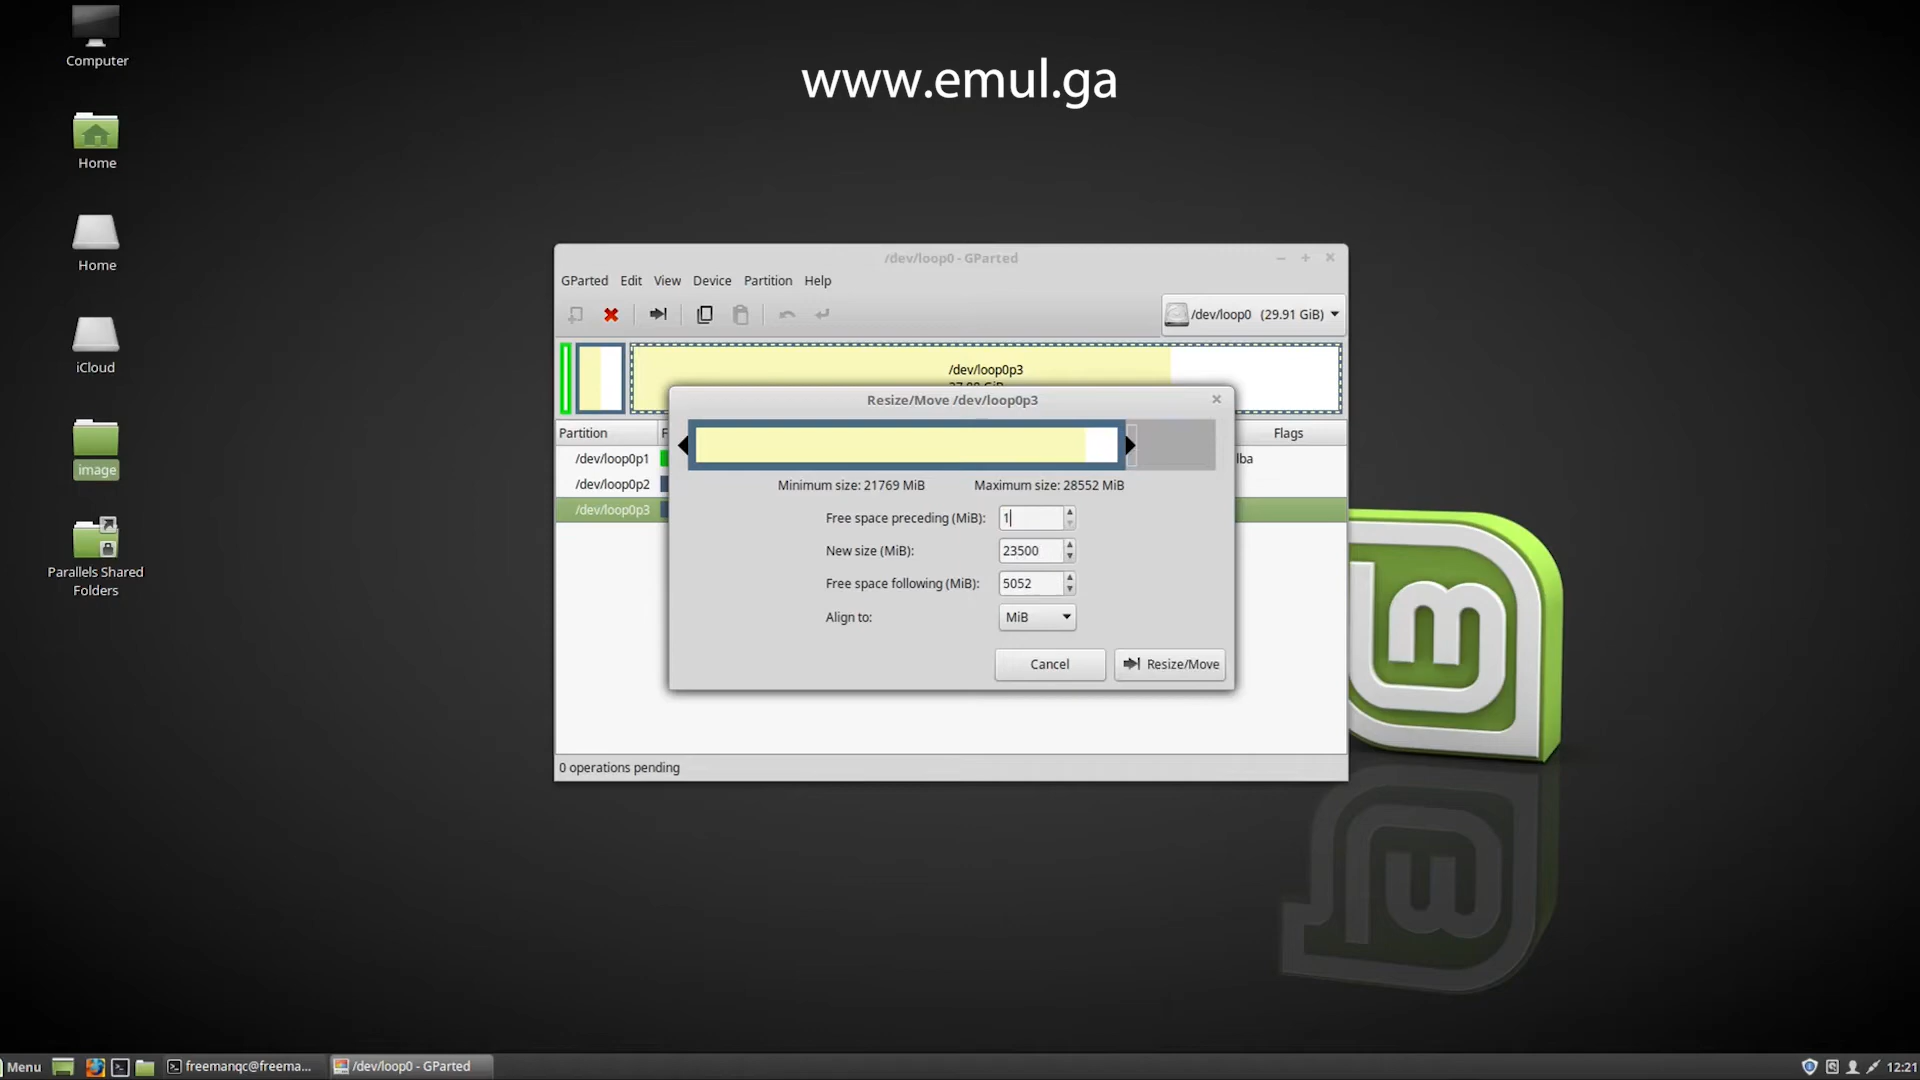 Computer
Home
Home
iCloud
image
Parallels Shared
Folders
www.emul.ga
/dev/loop0 - GParted
GParted Edit View Device Partition Help
/dev/loop0 (29.91 GiB)
/dev/loop0p3
Partition
Flags
/dev/loop0p1
lba
/dev/loop0p2
/dev/loop0p3
0 operations pending
Resize/Move /dev/loop0p3
Minimum size: 21769 MiB Maximum size: 28552 MiB
Free space preceding (MiB): 1
New size (MiB): 23500
Free space following (MiB): 5052
Align to: MiB
Cancel Resize/Move
Menu freemanqc@freema... /dev/loop0 - GParted 12:21